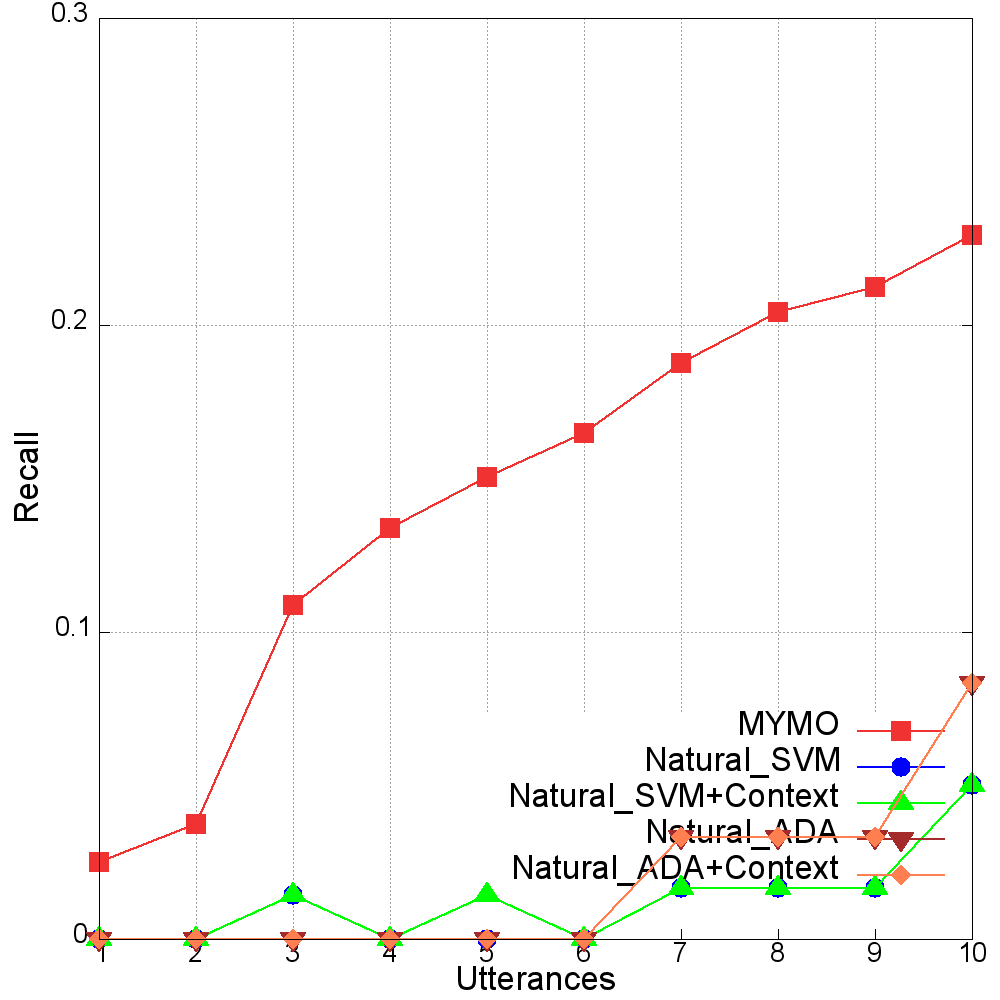 0.3
0.2
0.1
0
Recall
1 2 3 4 5 6 7 8 9 10
Utterances
MYMO
Natural_SVM
Natural_SVM+Context
Natural_ADA
Natural_ADA+Context